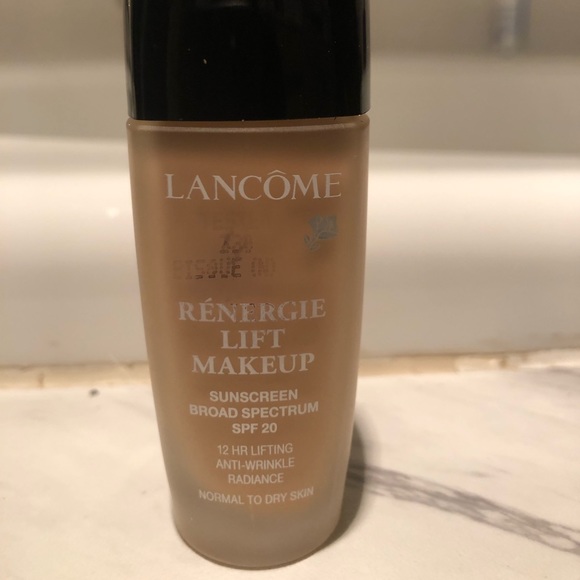 LANCÔME
BISQUE (N)
RÉNERGIE
LIFT
MAKEUP
SUNSCREEN
BROAD SPECTRUM
SPF 20
12 HR LIFTING
ANTI-WRINKLE
RADIANCE
NORMAL TO DRY SKIN